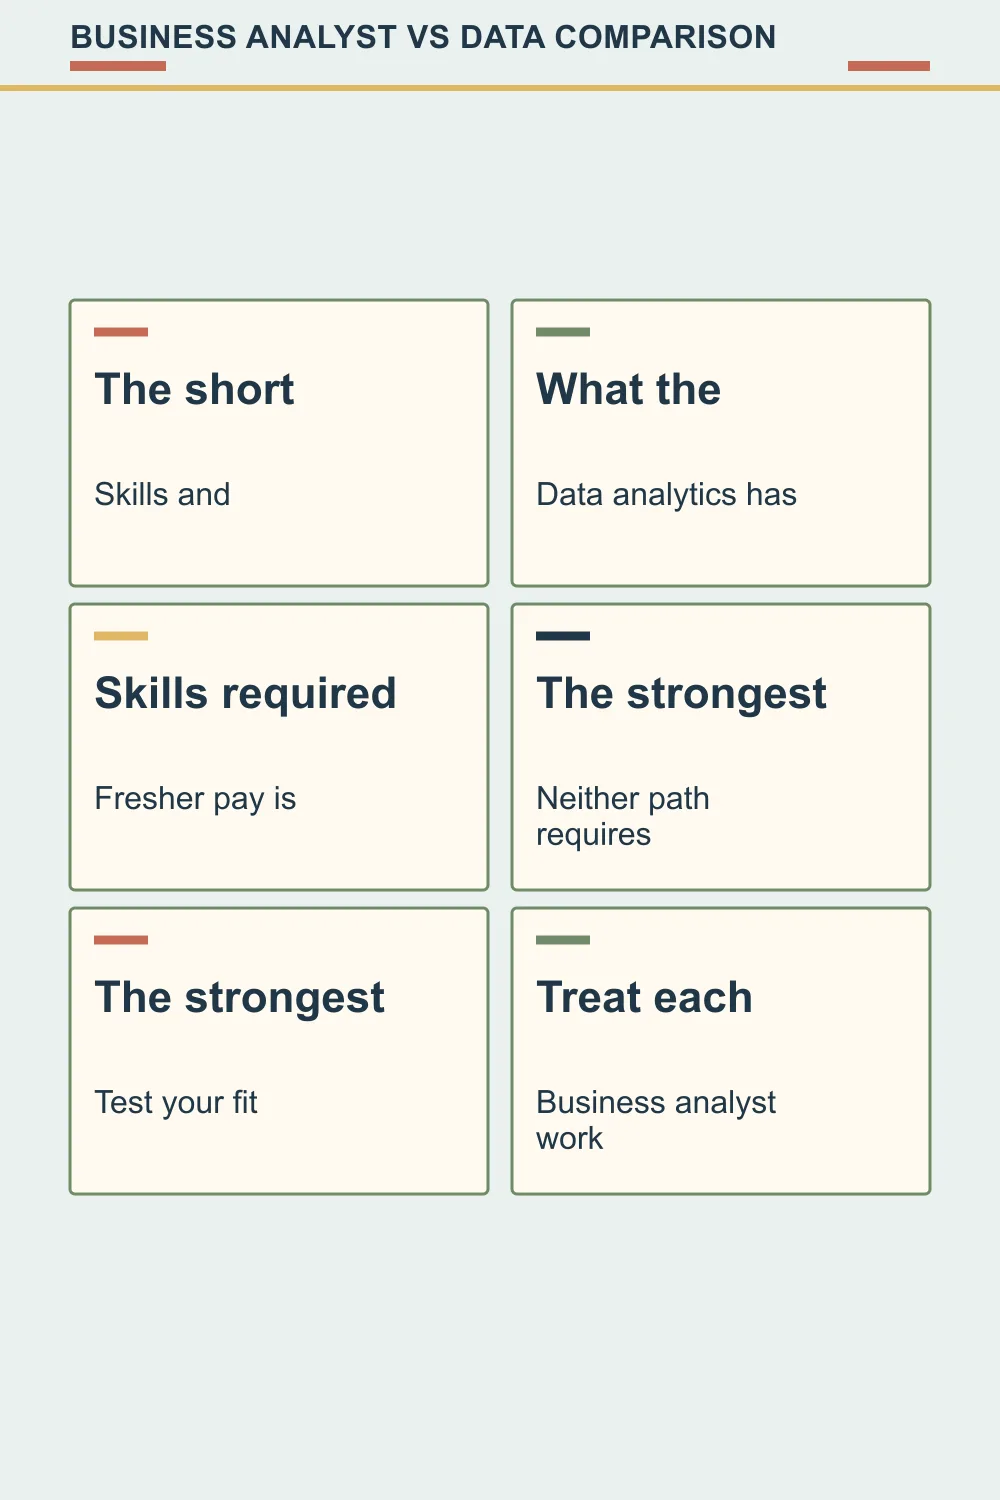 BUSINESS ANALYST VS DATA COMPARISON
The short
Skills and
What the
Data analytics has
Skills required
Fresher pay is
The strongest
Neither path
requires
The strongest
Test your fit
Treat each
Business analyst
work